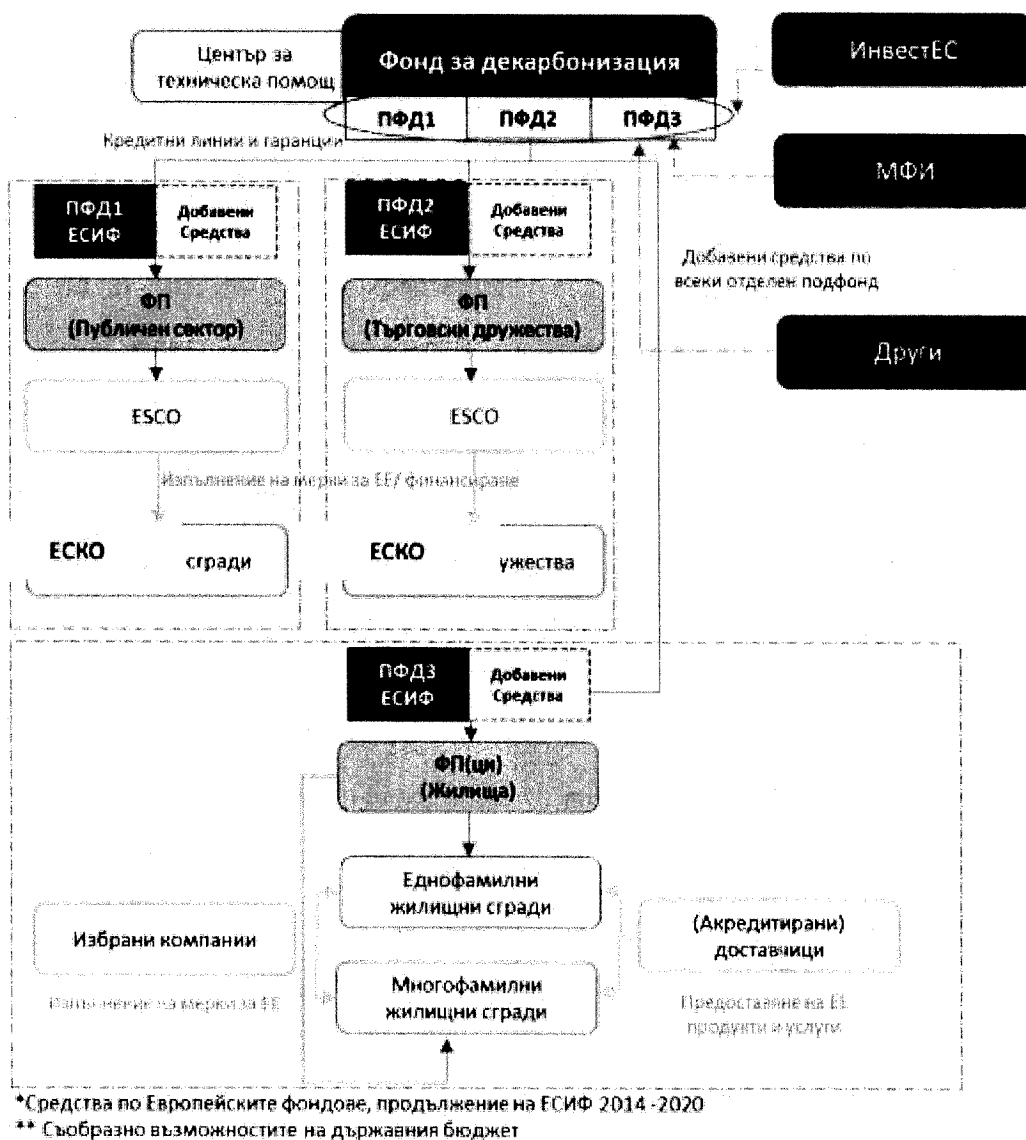 Център за
техническа помощ
Фонд за декарбонизация
ПФД1 ПФД2 ПФД3
ИнвестЕС
МФИ
Други
Кредитни линии и гаранции
Добавени средства по
всеки отделен подфонд
ПФД1
ЕСИФ
Добавени
Средства
ФП
(Публичен сектор)
ESCO
ПФД2
ЕСИФ
Добавени
Средства
ФП
(Търговски дружества)
ESCO
Изпълнение на мерки за ЕЕ/ финансиране
ЕСКО сгради
ЕСКО ужества
ПФД3
ЕСИФ
Добавени
Средства
ФП(ци)
(Жилища)
Еднофамилни
жилищни сгради
Многофамилни
жилищни сгради
Избрани компании
Изпълнение на мерки за ЕЕ
(Акредитирани)
доставчици
Предоставяне на ЕЕ
продукти и услуги
*Средства по Европейските фондове, продължение на ЕСИФ 2014 -2020
** Съобразно възможностите на държавния бюджет